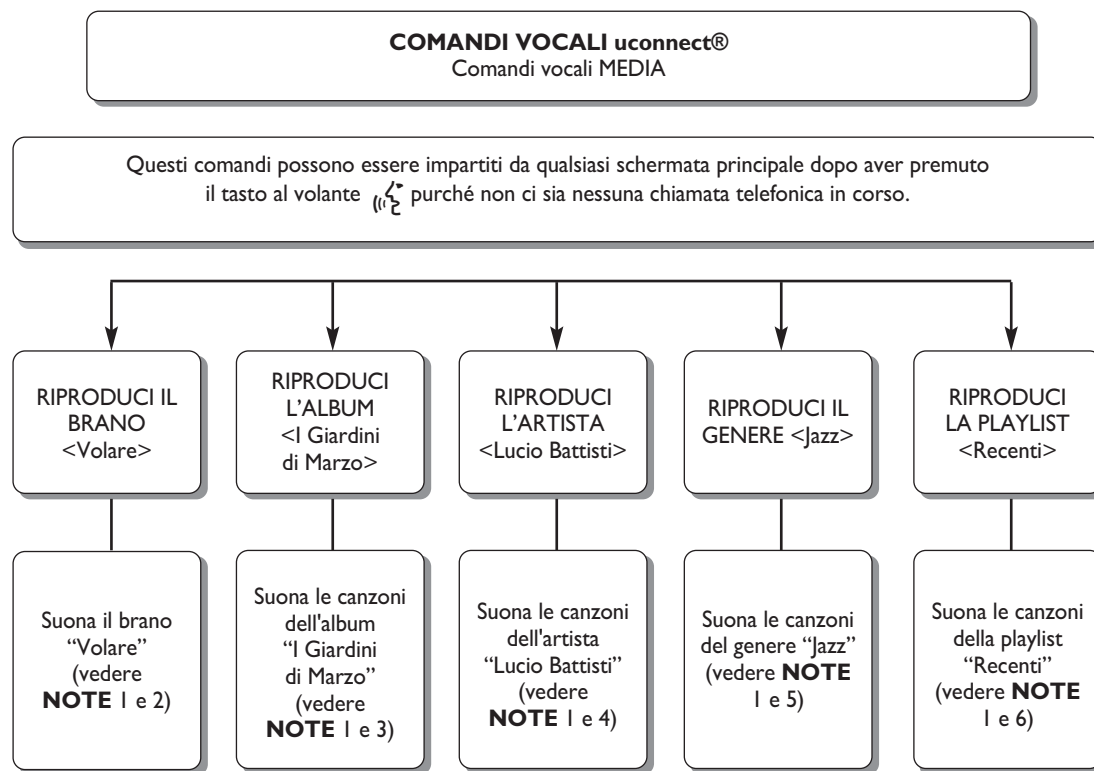 COMANDI VOCALI uconnect®
Comandi vocali MEDIA
Questi comandi possono essere impartiti da qualsiasi schermata principale dopo aver premuto
il tasto al volante purché non ci sia nessuna chiamata telefonica in corso.
RIPRODUCI IL
BRANO
<Volare>
RIPRODUCI
L’ALBUM
<I Giardini
di Marzo>
RIPRODUCI
L’ARTISTA
<Lucio Battisti>
RIPRODUCI IL
GENERE <Jazz>
RIPRODUCI
LA PLAYLIST
<Recenti>
Suona il brano
“Volare”
(vedere
NOTE 1 e 2)
Suona le canzoni
dell'album
“I Giardini
di Marzo”
(vedere
NOTE 1 e 3)
Suona le canzoni
dell'artista
“Lucio Battisti”
(vedere
NOTE 1 e 4)
Suona le canzoni
del genere “Jazz”
(vedere NOTE
1 e 5)
Suona le canzoni
della playlist
“Recenti”
(vedere NOTE
1 e 6)